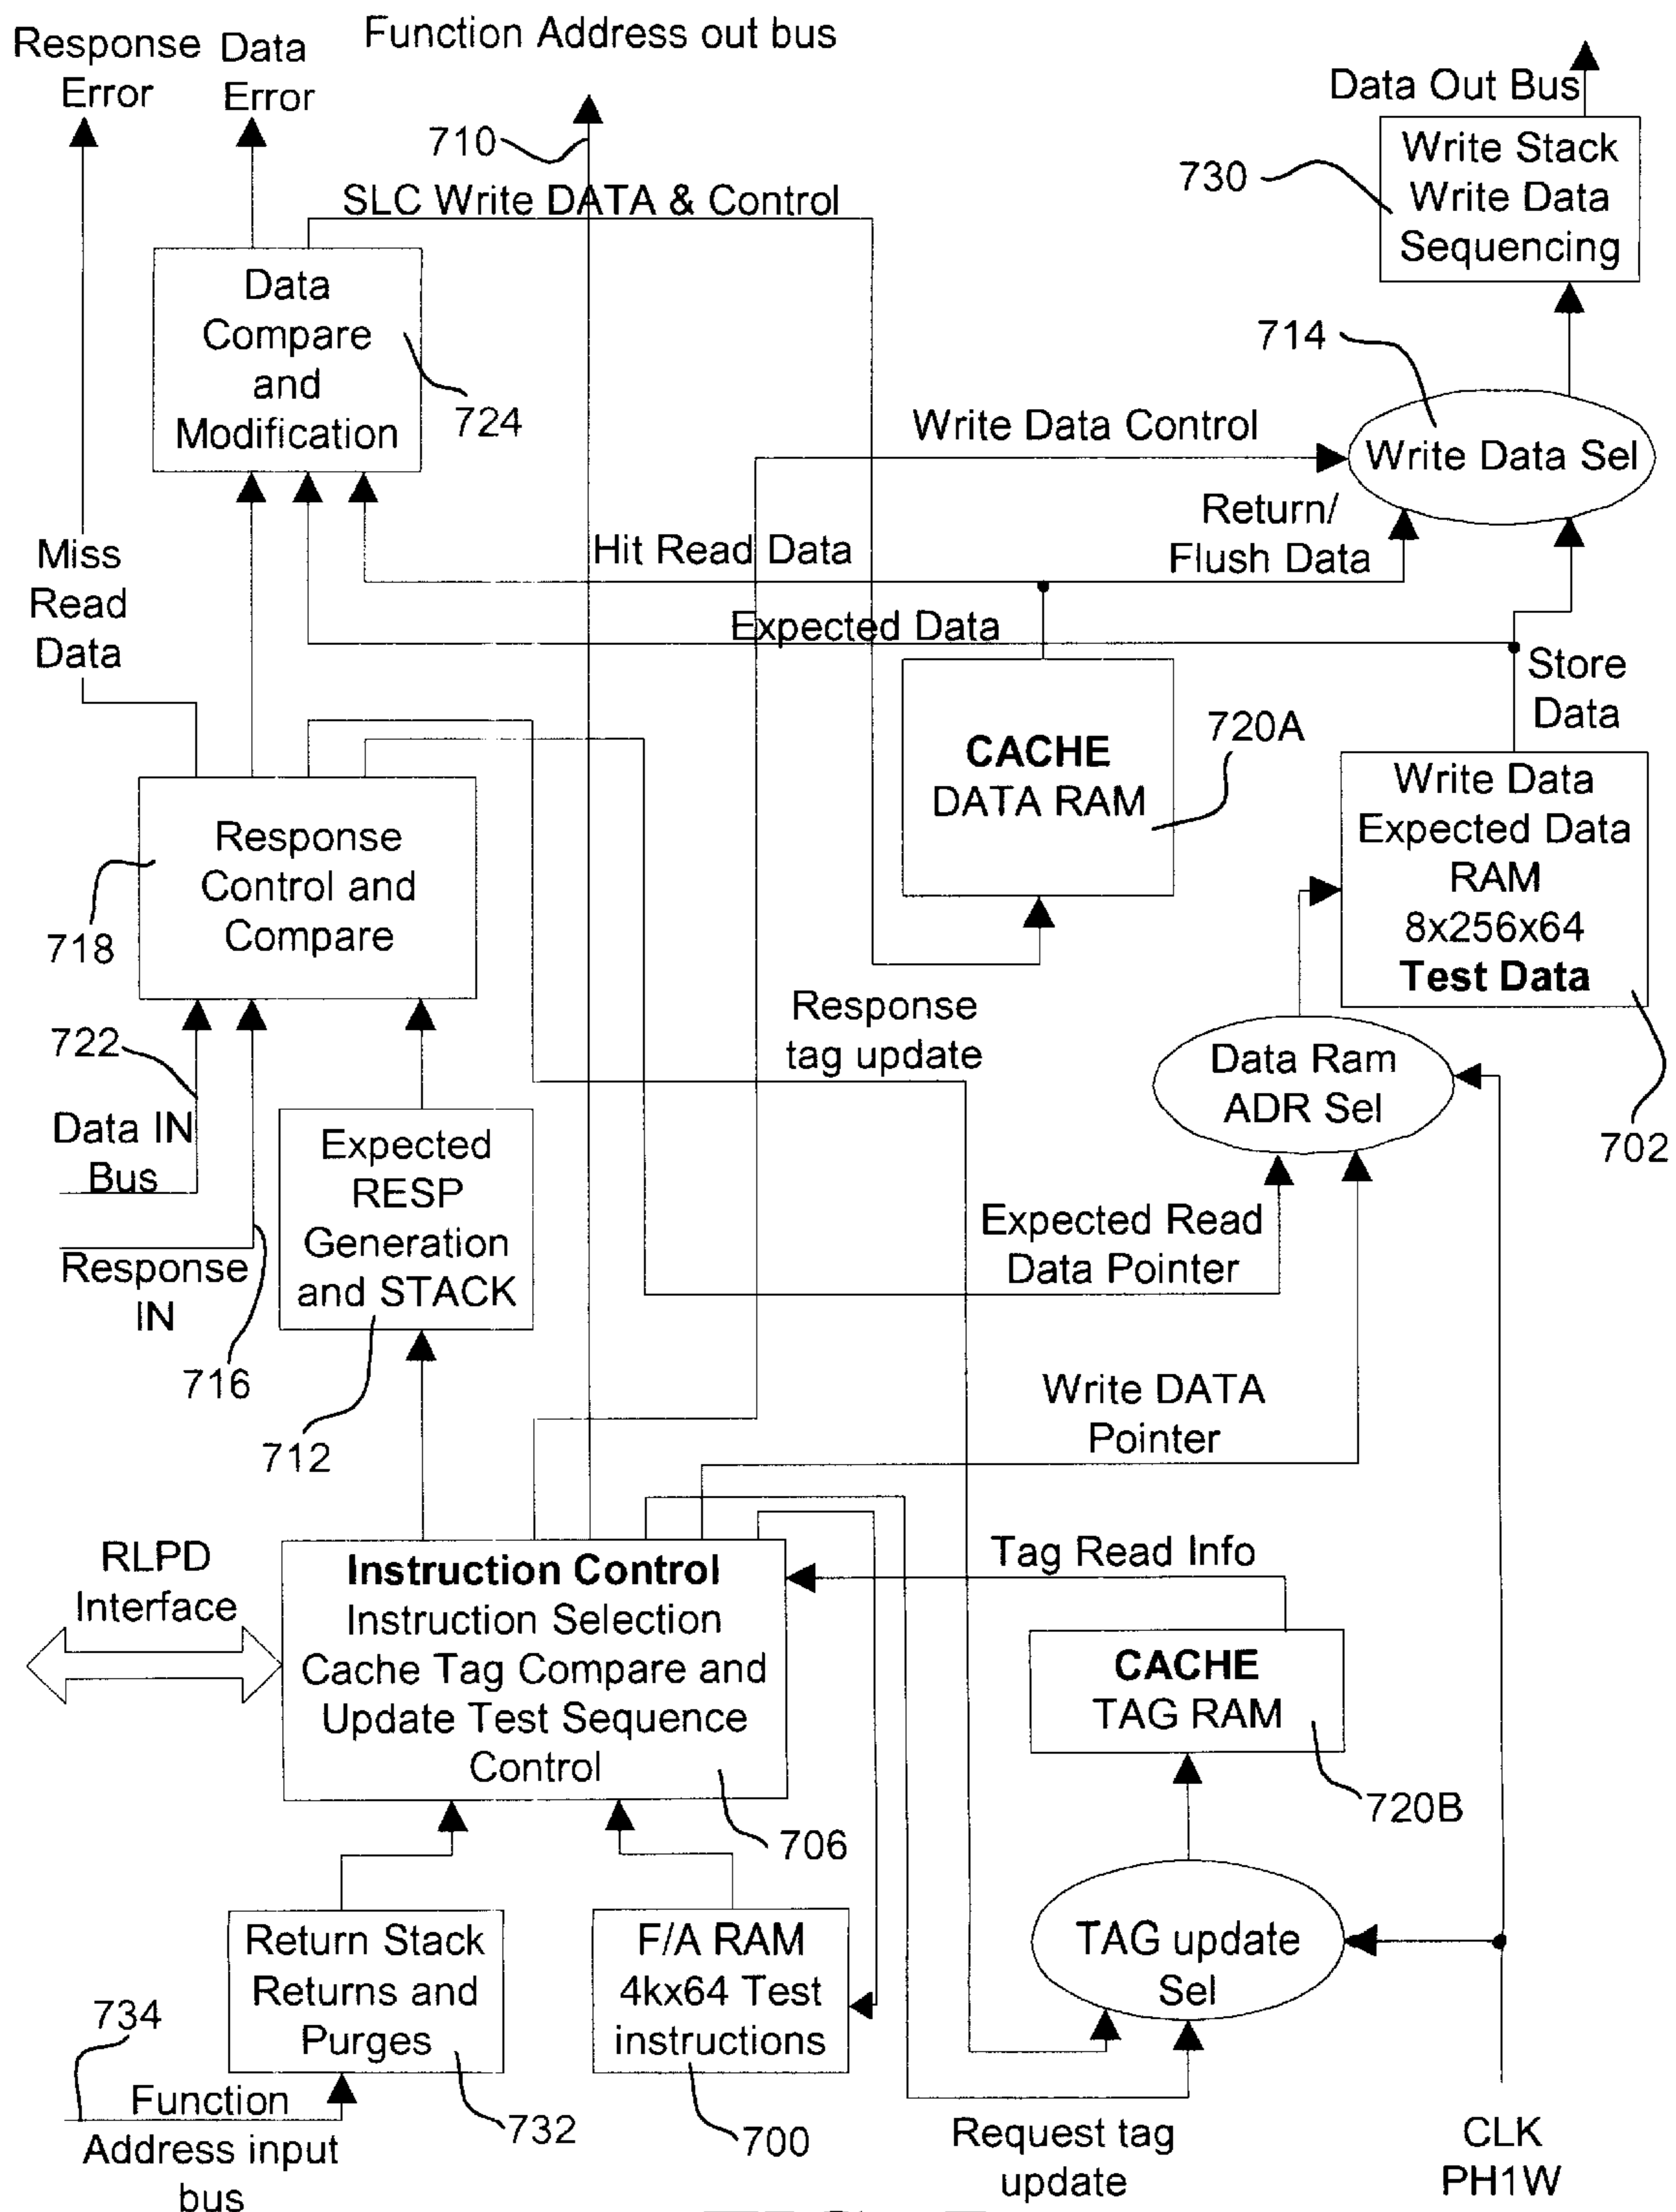 Function Address out bus
Response
Error
Data
Error
Data Out Bus
710
Write Stack
Write Data
Sequencing
730
SLC Write DATA & Control
Data
Compare
and
Modification
724
714
Write Data Control
Write Data Sel
Return/
Flush Data
Hit Read Data
Miss
Read
Data
Expected Data
Store
Data
CACHE
DATA RAM
720A
Write Data
Expected Data
RAM
8x256x64
Test Data
Response
Control and
Compare
718
722
Response
tag update
Data Ram
ADR Sel
702
Data IN
Bus
Expected
RESP
Generation
and STACK
Response
IN
Expected Read
Data Pointer
716
712
Write DATA
Pointer
RLPD
Interface
Instruction Control
Instruction Selection
Cache Tag Compare and
Update Test Sequence
Control
Tag Read Info
CACHE
TAG RAM
720B
706
Return Stack
Returns and
Purges
F/A RAM
4kx64 Test
instructions
TAG update
Sel
734
Function
Address input
bus
732
700
Request tag
update
CLK
PH1W